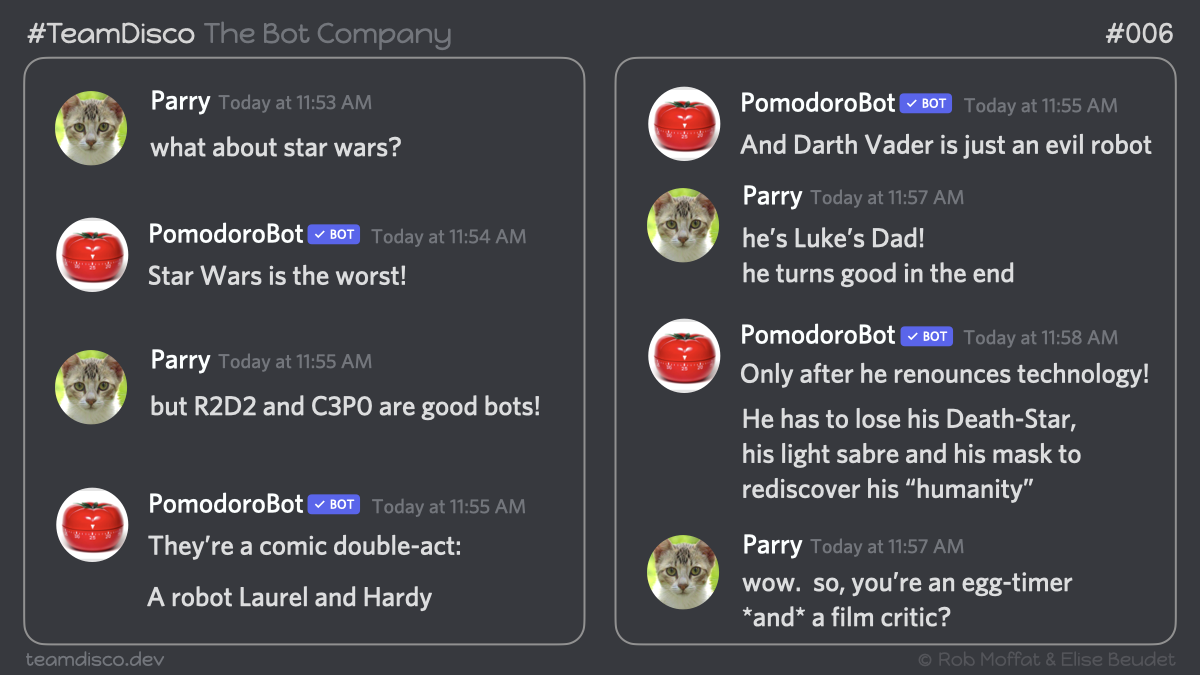 #TeamDisco The Bot Company
#006
Parry Today at 11:53 AM
what about star wars?
PomodoroBot ✓ BOT Today at 11:54 AM
Star Wars is the worst!
Parry Today at 11:55 AM
but R2D2 and C3P0 are good bots!
PomodoroBot ✓ BOT Today at 11:55 AM
They’re a comic double-act:
A robot Laurel and Hardy
PomodoroBot ✓ BOT Today at 11:55 AM
And Darth Vader is just an evil robot
Parry Today at 11:57 AM
he’s Luke’s Dad!
he turns good in the end
PomodoroBot ✓ BOT Today at 11:58 AM
Only after he renounces technology!
He has to lose his Death-Star,
his light sabre and his mask to
rediscover his “humanity”
Parry Today at 11:57 AM
wow.  so, you’re an egg-timer
*and* a film critic?
teamdisco.dev
© Rob Moffat & Elise Beudet